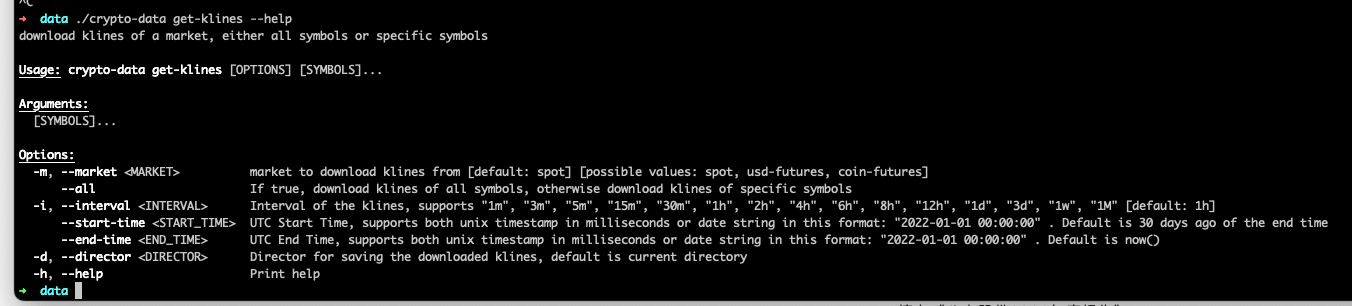 ^C
➜ data ./crypto-data get-klines --help
download klines of a market, either all symbols or specific symbols
Usage: crypto-data get-klines [OPTIONS] [SYMBOLS]...
Arguments:
[SYMBOLS]...
Options:
-m, --market <MARKET> market to download klines from [default: spot] [possible values: spot, usd-futures, coin-futures]
--all If true, download klines of all symbols, otherwise download klines of specific symbols
-i, --interval <INTERVAL> Interval of the klines, supports "1m", "3m", "5m", "15m", "30m", "1h", "2h", "4h", "6h", "8h", "12h", "1d", "3d", "1w", "1M" [default: 1h]
--start-time <START_TIME> UTC Start Time, supports both unix timestamp in milliseconds or date string in this format: "2022-01-01 00:00:00" . Default is 30 days ago of the end time
--end-time <END_TIME> UTC End Time, supports both unix timestamp in milliseconds or date string in this format: "2022-01-01 00:00:00" . Default is now()
-d, --director <DIRECTOR> Director for saving the downloaded klines, default is current directory
-h, --help Print help
➜ data